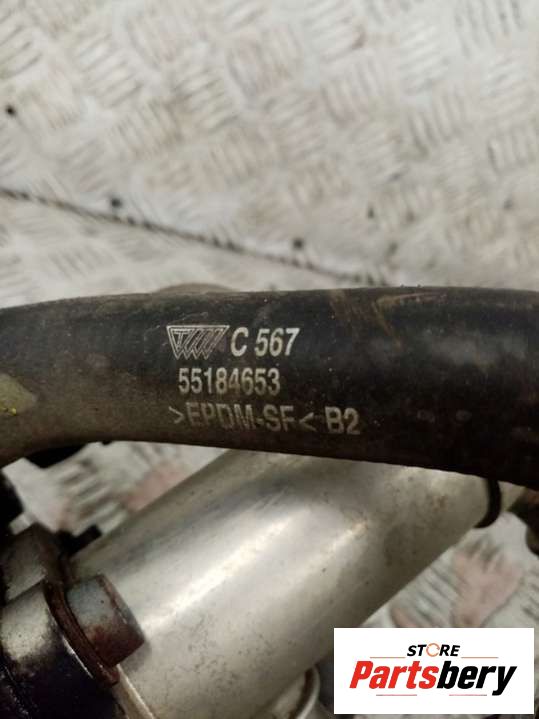 C 567
55184653
>EPDM-SF< B2
STORE
Partsbery